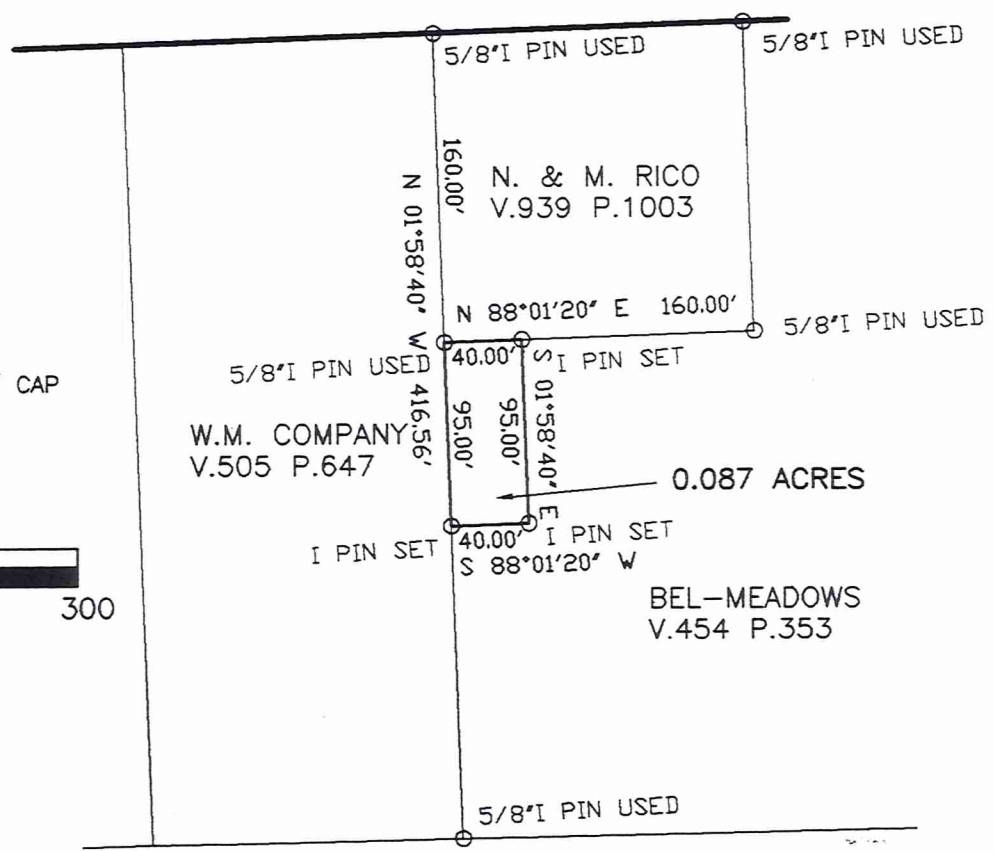 5/8"I PIN USED
5/8"I PIN USED
160.00'
N. & M. RICO
V.939 P.1003
N 01°58'40" W 416.56'
N 88°01'20" E 160.00'
5/8"I PIN USED
5/8"I PIN USED
40.00'
I PIN SET
CAP
W.M. COMPANY
V.505 P.647
95.00'
95.00'
S 01°58'40" E
0.087 ACRES
I PIN SET
40.00'
I PIN SET
S 88°01'20" W
300
BEL-MEADOWS
V.454 P.353
5/8"I PIN USED